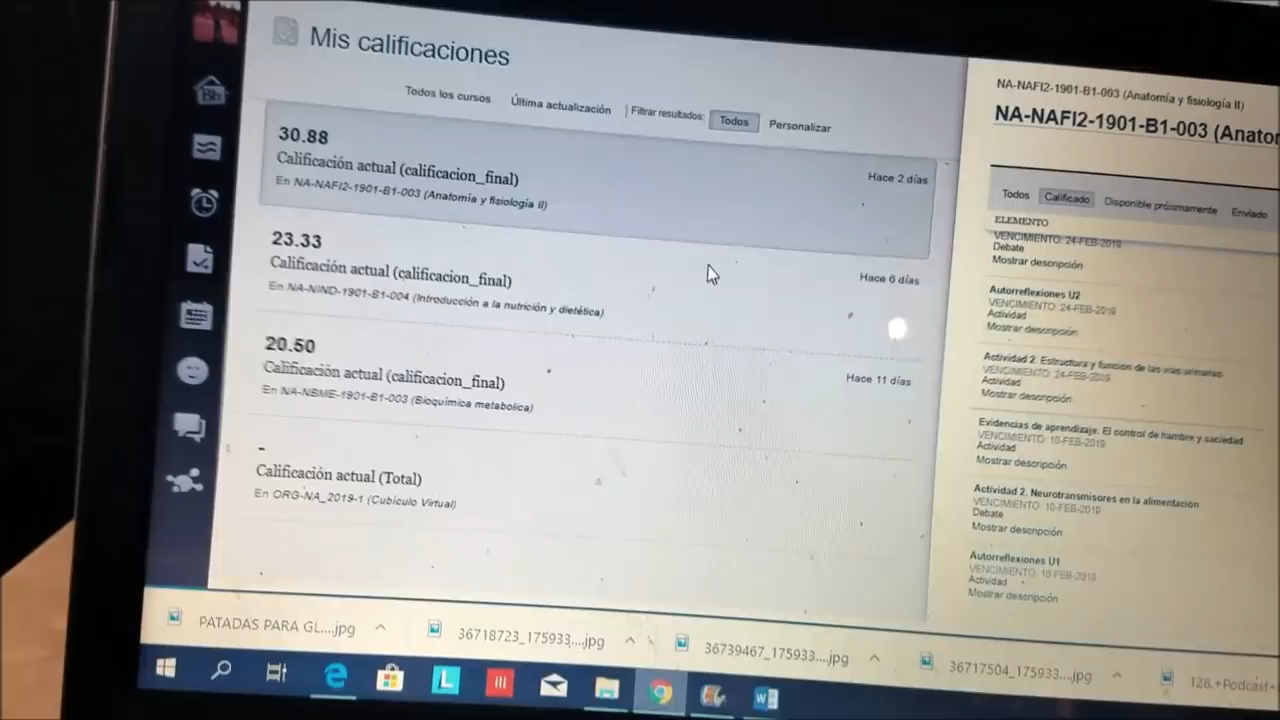 Bb
Mis calificaciones
Todos los cursos
Última actualización
Filtrar resultados:
Todos
Personalizar
30.88
Calificación actual (calificacion_final)
En NA-NAFI2-1901-B1-003 (Anatomía y fisiología II)
Hace 2 días
23.33
Calificación actual (calificacion_final)
En NA-NIND-1901-B1-004 (Introducción a la nutrición y dietética)
Hace 6 días
20.50
Calificación actual (calificacion_final)
En NA-NBME-1901-B1-003 (Bioquímica metabolica)
Hace 11 días
-
Calificación actual (Total)
En ORG-NA_2019-1 (Cubículo Virtual)
NA-NAFI2-1901-B1-003 (Anatomía y fisiología II)
NA-NAFI2-1901-B1-003 (Anator
Todos
Calificado
Disponible próximamente
Enviado
ELEMENTO
VENCIMIENTO: 24-FEB-2019
Debate
Mostrar descripción
Autorreflexiones U2
VENCIMIENTO: 24-FEB-2019
Actividad
Mostrar descripción
Actividad 2. Estructura y funcion de las vias urinarias
VENCIMIENTO: 24-FEB-2019
Actividad
Mostrar descripción
Evidencias de aprendizaje. El control de hambre y saciedad
VENCIMIENTO: 10-FEB-2019
Actividad
Mostrar descripción
Actividad 2. Neurotransmisores en la alimentación
VENCIMIENTO: 10-FEB-2019
Debate
Mostrar descripción
Autorreflexiones U1
VENCIMIENTO: 10-FEB-2019
Actividad
Mostrar descripción
PATADAS PARA GL....jpg
36718723_175933....jpg
36739467_175933....jpg
36717504_175933....jpg
128.+Podcast+
L